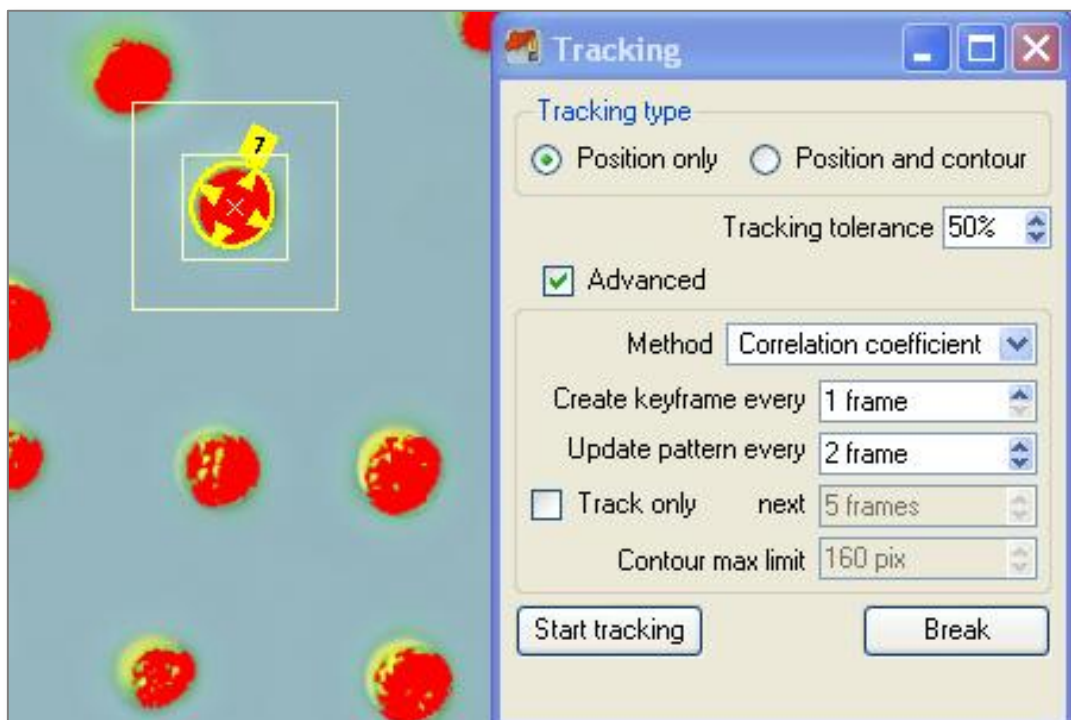 7
Tracking
Tracking type
Position only Position and contour
Tracking tolerance 50%
Advanced
Method Correlation coefficient
Create keyframe every 1 frame
Update pattern every 2 frame
Track only next 5 frames
Contour max limit 160 pix
Start tracking Break